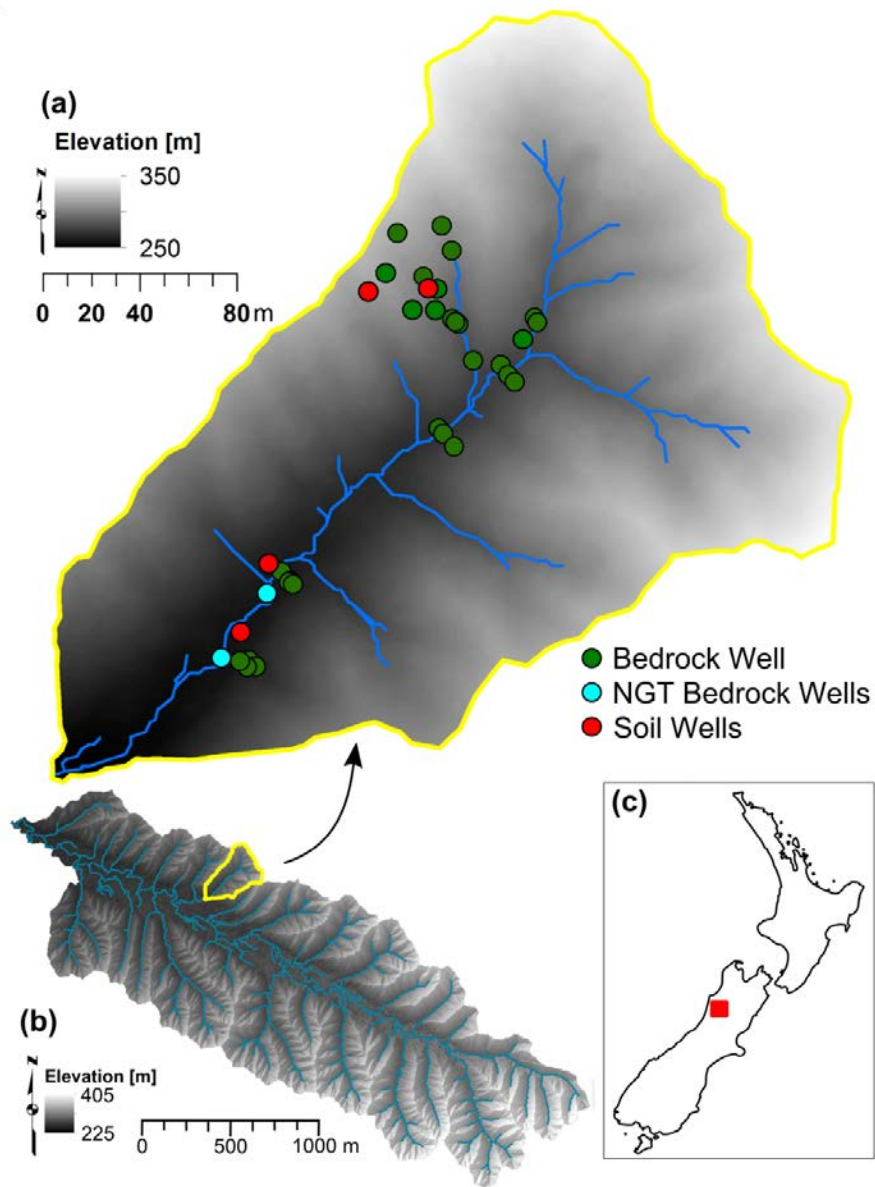 (a)
Elevation [m]
N
350
250
0 20 40 80 m
Bedrock Well
NGT Bedrock Wells
Soil Wells
(c)
(b)
N
Elevation [m]
405
225
0 500 1000 m